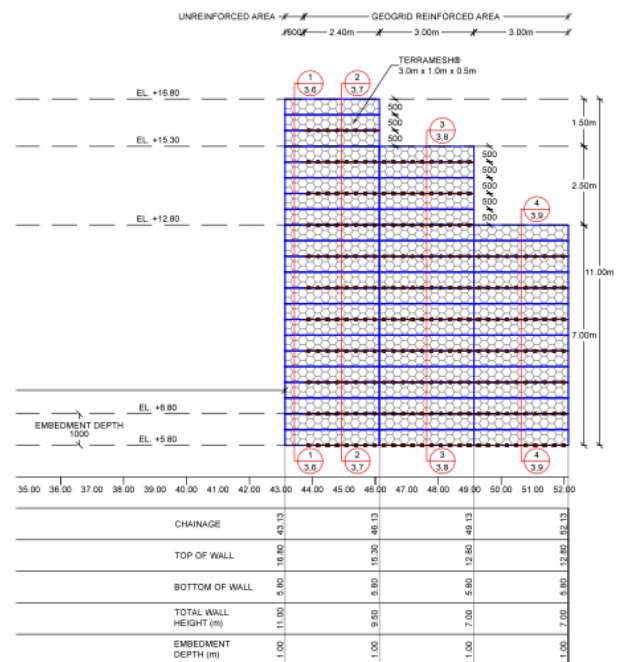 UNREINFORCED AREA
GEOGRID REINFORCED AREA
600
2.40m
3.00m
3.00m
TERRAMESH®
3.0m x 1.0m x 0.5m
1
3.6
2
3.7
EL. +16.80
500
500
500
1.50m
3
3.8
EL. +15.30
500
500
500
500
500
2.50m
4
3.9
EL. +12.80
11.00m
7.00m
EL. +6.80
EMBEDMENT DEPTH
1000
EL. +5.80
1
3.6
2
3.7
3
3.8
4
3.9
35.00 36.00 37.00 38.00 39.00 40.00 41.00 42.00 43.00 44.00 45.00 46.00 47.00 48.00 49.00 50.00 51.00 52.00
CHAINAGE 43.13 46.13 49.13 52.13
TOP OF WALL 16.80 15.30 12.80 12.80
BOTTOM OF WALL 5.80 5.80 5.80 5.80
TOTAL WALL
HEIGHT (m) 11.00 9.50 7.00 7.00
EMBEDMENT
DEPTH (m) 1.00 1.00 1.00 1.00